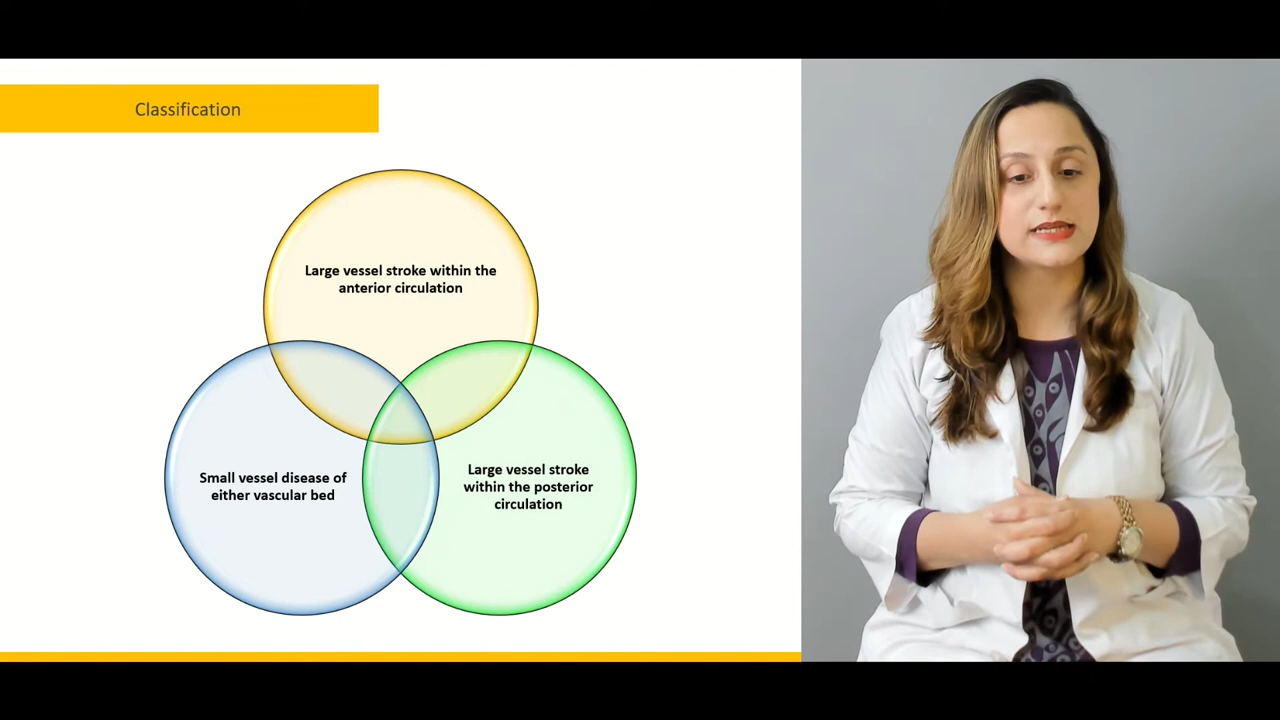 Classification
Large vessel stroke within the
anterior circulation
Small vessel disease of
either vascular bed
Large vessel stroke
within the posterior
circulation